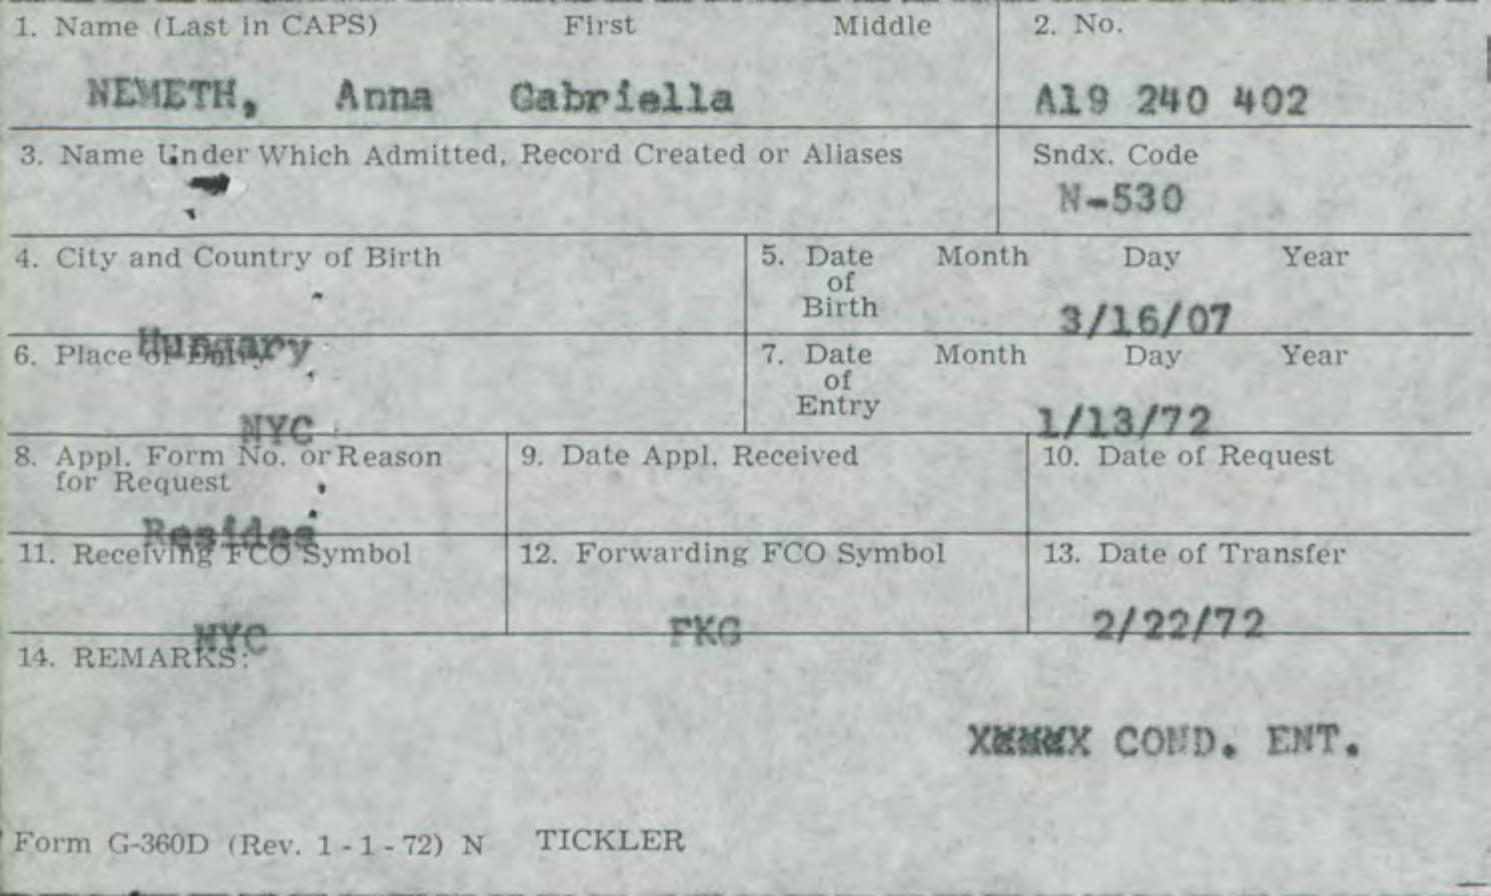 1. Name (Last in CAPS) First Middle 2. No.
NEMETH, Anna Gabriella A19 240 402
3. Name Under Which Admitted, Record Created or Aliases Sndx. Code
N-530
4. City and Country of Birth 5. Date of Birth Month Day Year
Hungary 3/16/07
6. Place of Entry 7. Date of Entry Month Day Year
NYC 1/13/72
8. Appl. Form No. or Reason for Request 9. Date Appl. Received 10. Date of Request
Resides
11. Receiving FCO Symbol 12. Forwarding FCO Symbol 13. Date of Transfer
NYC FKG 2/22/72
14. REMARKS:
COND. ENT.
Form G-360D (Rev. 1-1-72) N TICKLER